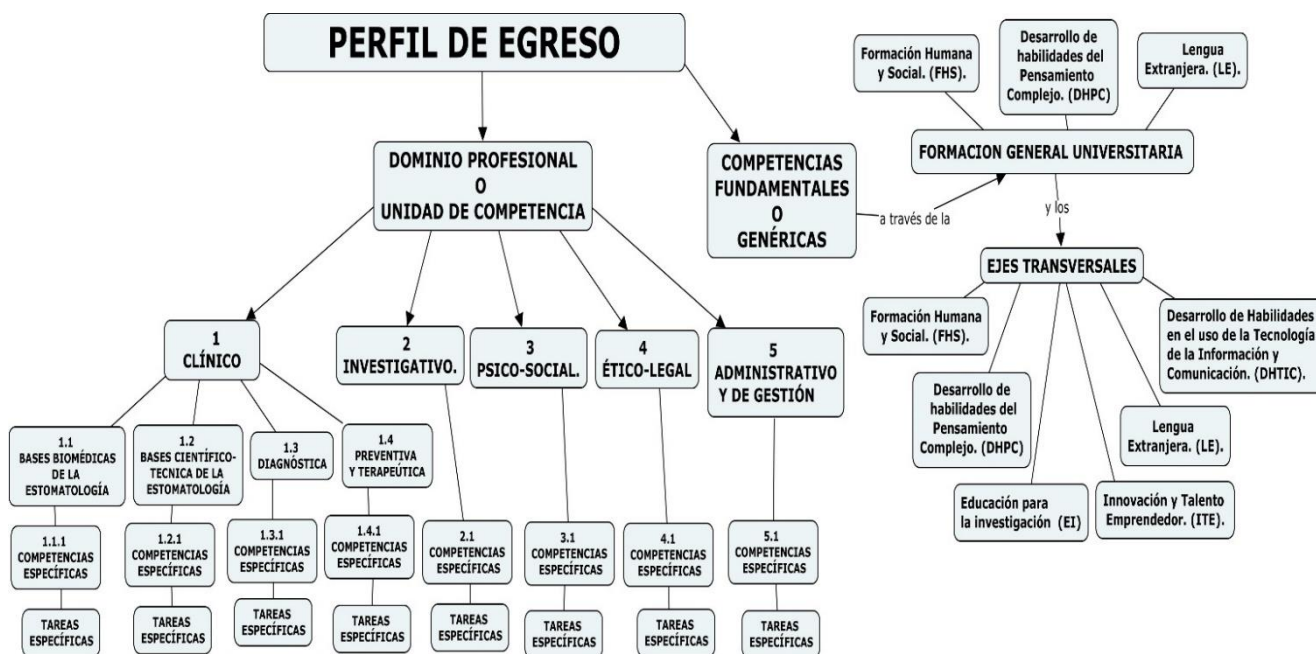 PERFIL DE EGRESO
DOMINIO PROFESIONAL
O
UNIDAD DE COMPETENCIA
COMPETENCIAS
FUNDAMENTALES
O
GENÉRICAS
a través de la
Formación Humana
y Social. (FHS).
Desarrollo de
habilidades del
Pensamiento
Complejo. (DHPC)
Lengua
Extranjera. (LE).
FORMACION GENERAL UNIVERSITARIA
y los
EJES TRANSVERSALES
Formación Humana
y Social. (FHS).
Desarrollo de
habilidades del
Pensamiento
Complejo. (DHPC)
Educación para
la investigación (EI)
Innovación y Talento
Emprendedor. (ITE).
Lengua
Extranjera. (LE).
Desarrollo de Habilidades
en el uso de la Tecnología
de la Información y
Comunicación. (DHTIC).
1
CLÍNICO
2
INVESTIGATIVO.
3
PSICO-SOCIAL.
4
ÉTICO-LEGAL
5
ADMINISTRATIVO
Y DE GESTIÓN
1.1
BASES BIOMÉDICAS
DE LA
ESTOMATOLOGÍA
1.2
BASES CIENTÍFICO-
TECNICA DE LA
ESTOMATOLOGÍA
1.3
DIAGNÓSTICA
1.4
PREVENTIVA
Y TERAPEÚTICA
1.1.1
COMPETENCIAS
ESPECÍFICAS
1.2.1
COMPETENCIAS
ESPECÍFICAS
1.3.1
COMPETENCIAS
ESPECÍFICAS
1.4.1
COMPETENCIAS
ESPECÍFICAS
2.1
COMPETENCIAS
ESPECÍFICAS
3.1
COMPETENCIAS
ESPECÍFICAS
4.1
COMPETENCIAS
ESPECÍFICAS
5.1
COMPETENCIAS
ESPECÍFICAS
TAREAS
ESPECÍFICAS
TAREAS
ESPECÍFICAS
TAREAS
ESPECÍFICAS
TAREAS
ESPECÍFICAS
TAREAS
ESPECÍFICAS
TAREAS
ESPECÍFICAS
TAREAS
ESPECÍFICAS
TAREAS
ESPECÍFICAS